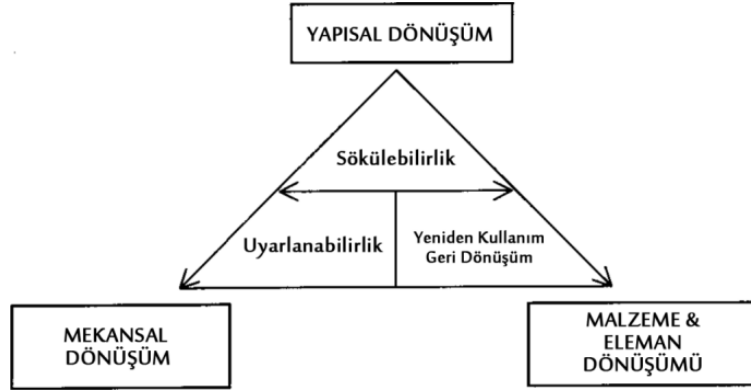 YAPISAL DÖNÜŞÜM
Sökülebilirlik
Uyarlanabilirlik
Yeniden Kullanım
Geri Dönüşüm
MEKANSAL
DÖNÜŞÜM
MALZEME &
ELEMAN
DÖNÜŞÜMÜ